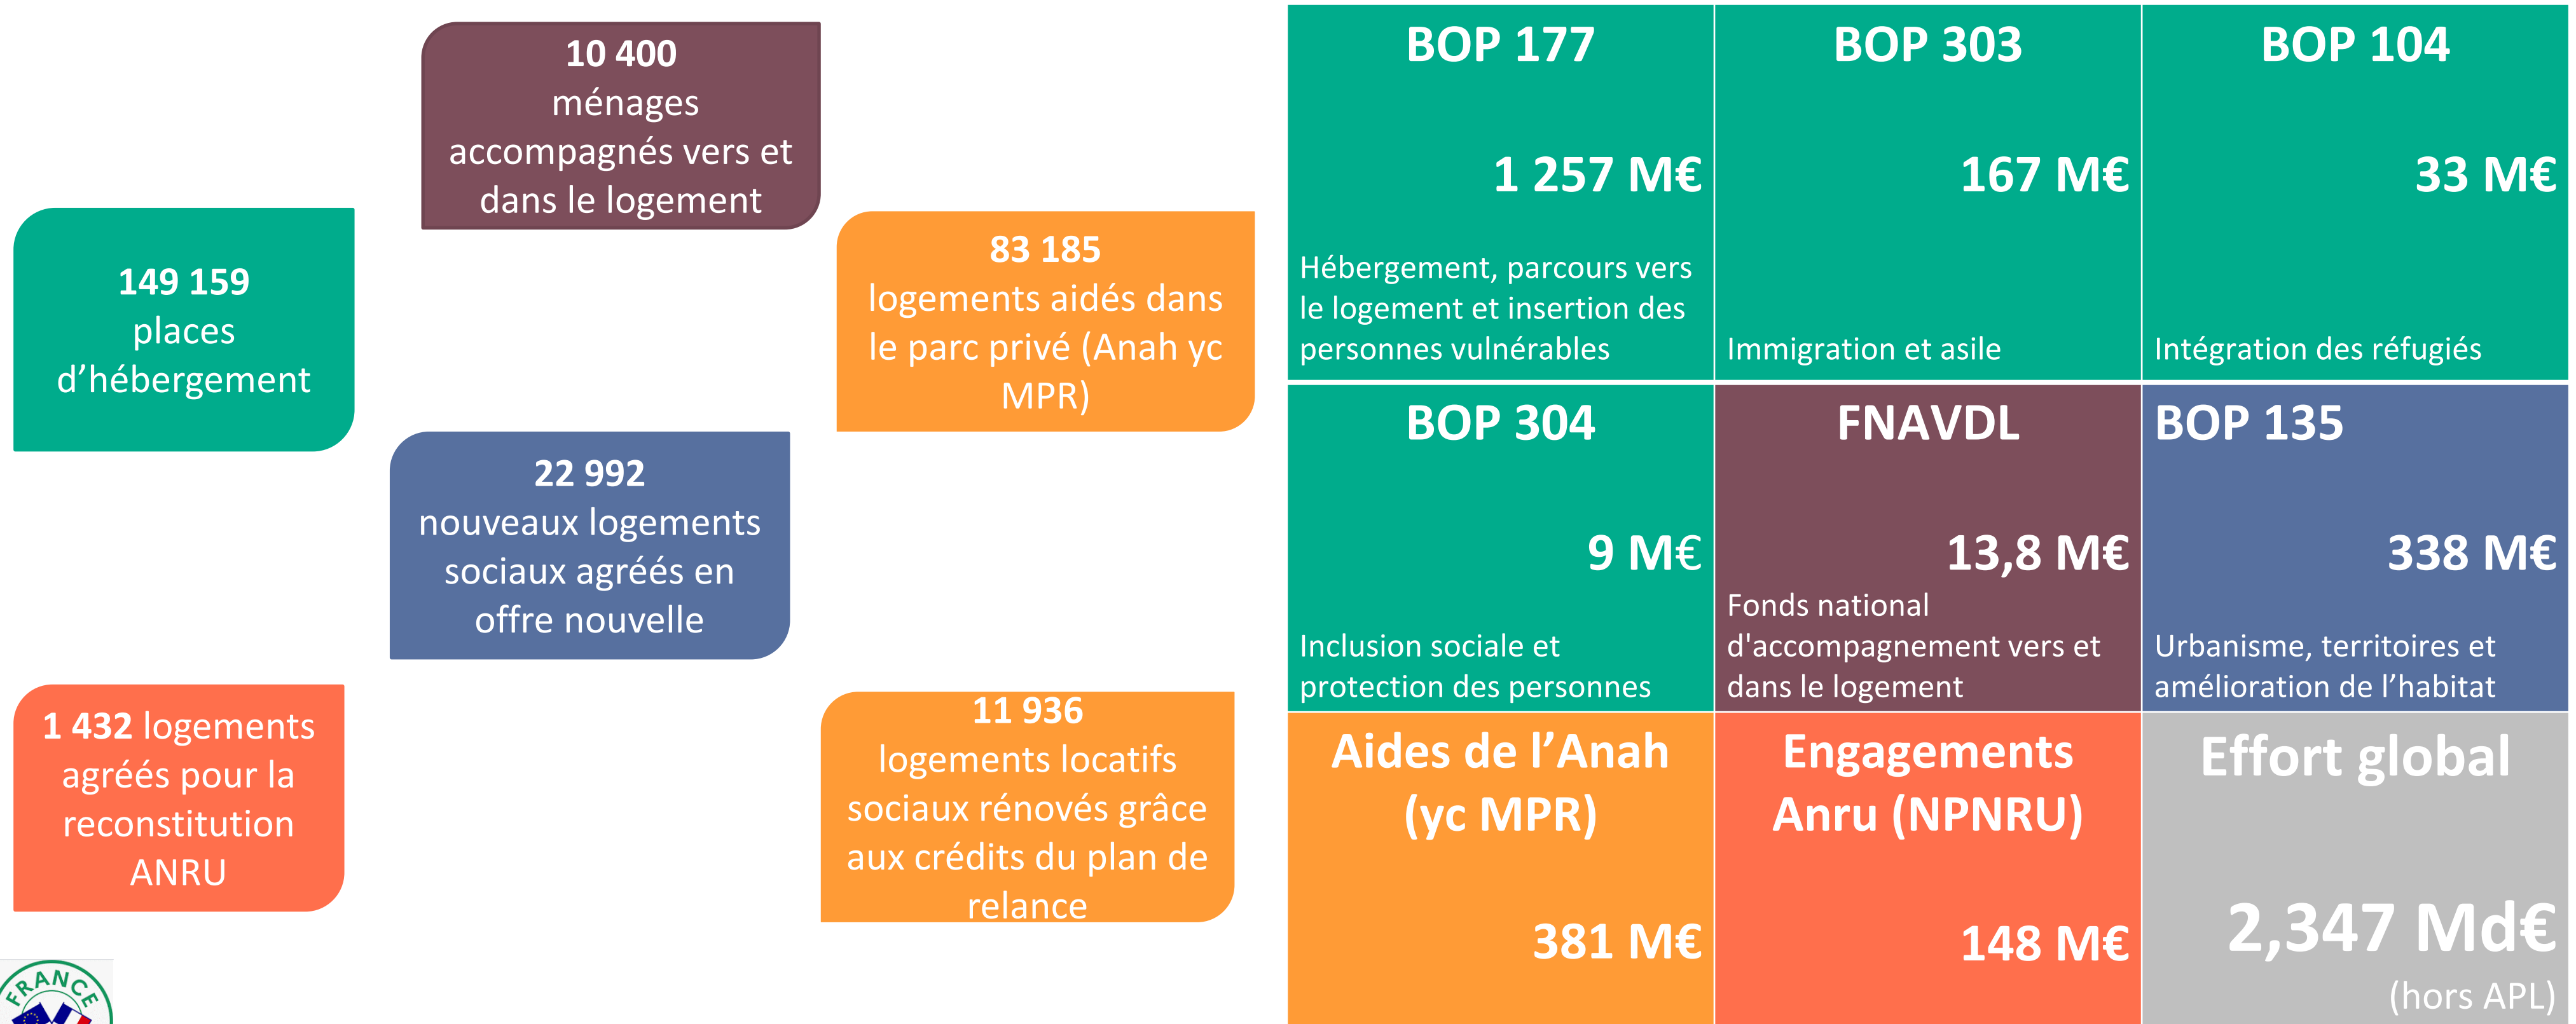 10 400
ménages
accompagnés vers et
dans le logement
149 159
places
d’hébergement
83 185
logements aidés dans
le parc privé (Anah yc
MPR)
22 992
nouveaux logements
sociaux agréés en
offre nouvelle
1 432 logements
agréés pour la
reconstitution
ANRU
11 936
logements locatifs
sociaux rénovés grâce
aux crédits du plan de
relance
FRANCE
BOP 177
1 257 M€
Hébergement, parcours vers
le logement et insertion des
personnes vulnérables
BOP 303
167 M€
Immigration et asile
BOP 104
33 M€
Intégration des réfugiés
BOP 304
9 M€
Inclusion sociale et
protection des personnes
FNAVDL
13,8 M€
Fonds national
d'accompagnement vers et
dans le logement
BOP 135
338 M€
Urbanisme, territoires et
amélioration de l’habitat
Aides de l’Anah
(yc MPR)
381 M€
Engagements
Anru (NPNRU)
148 M€
Effort global
2,347 Md€
(hors APL)